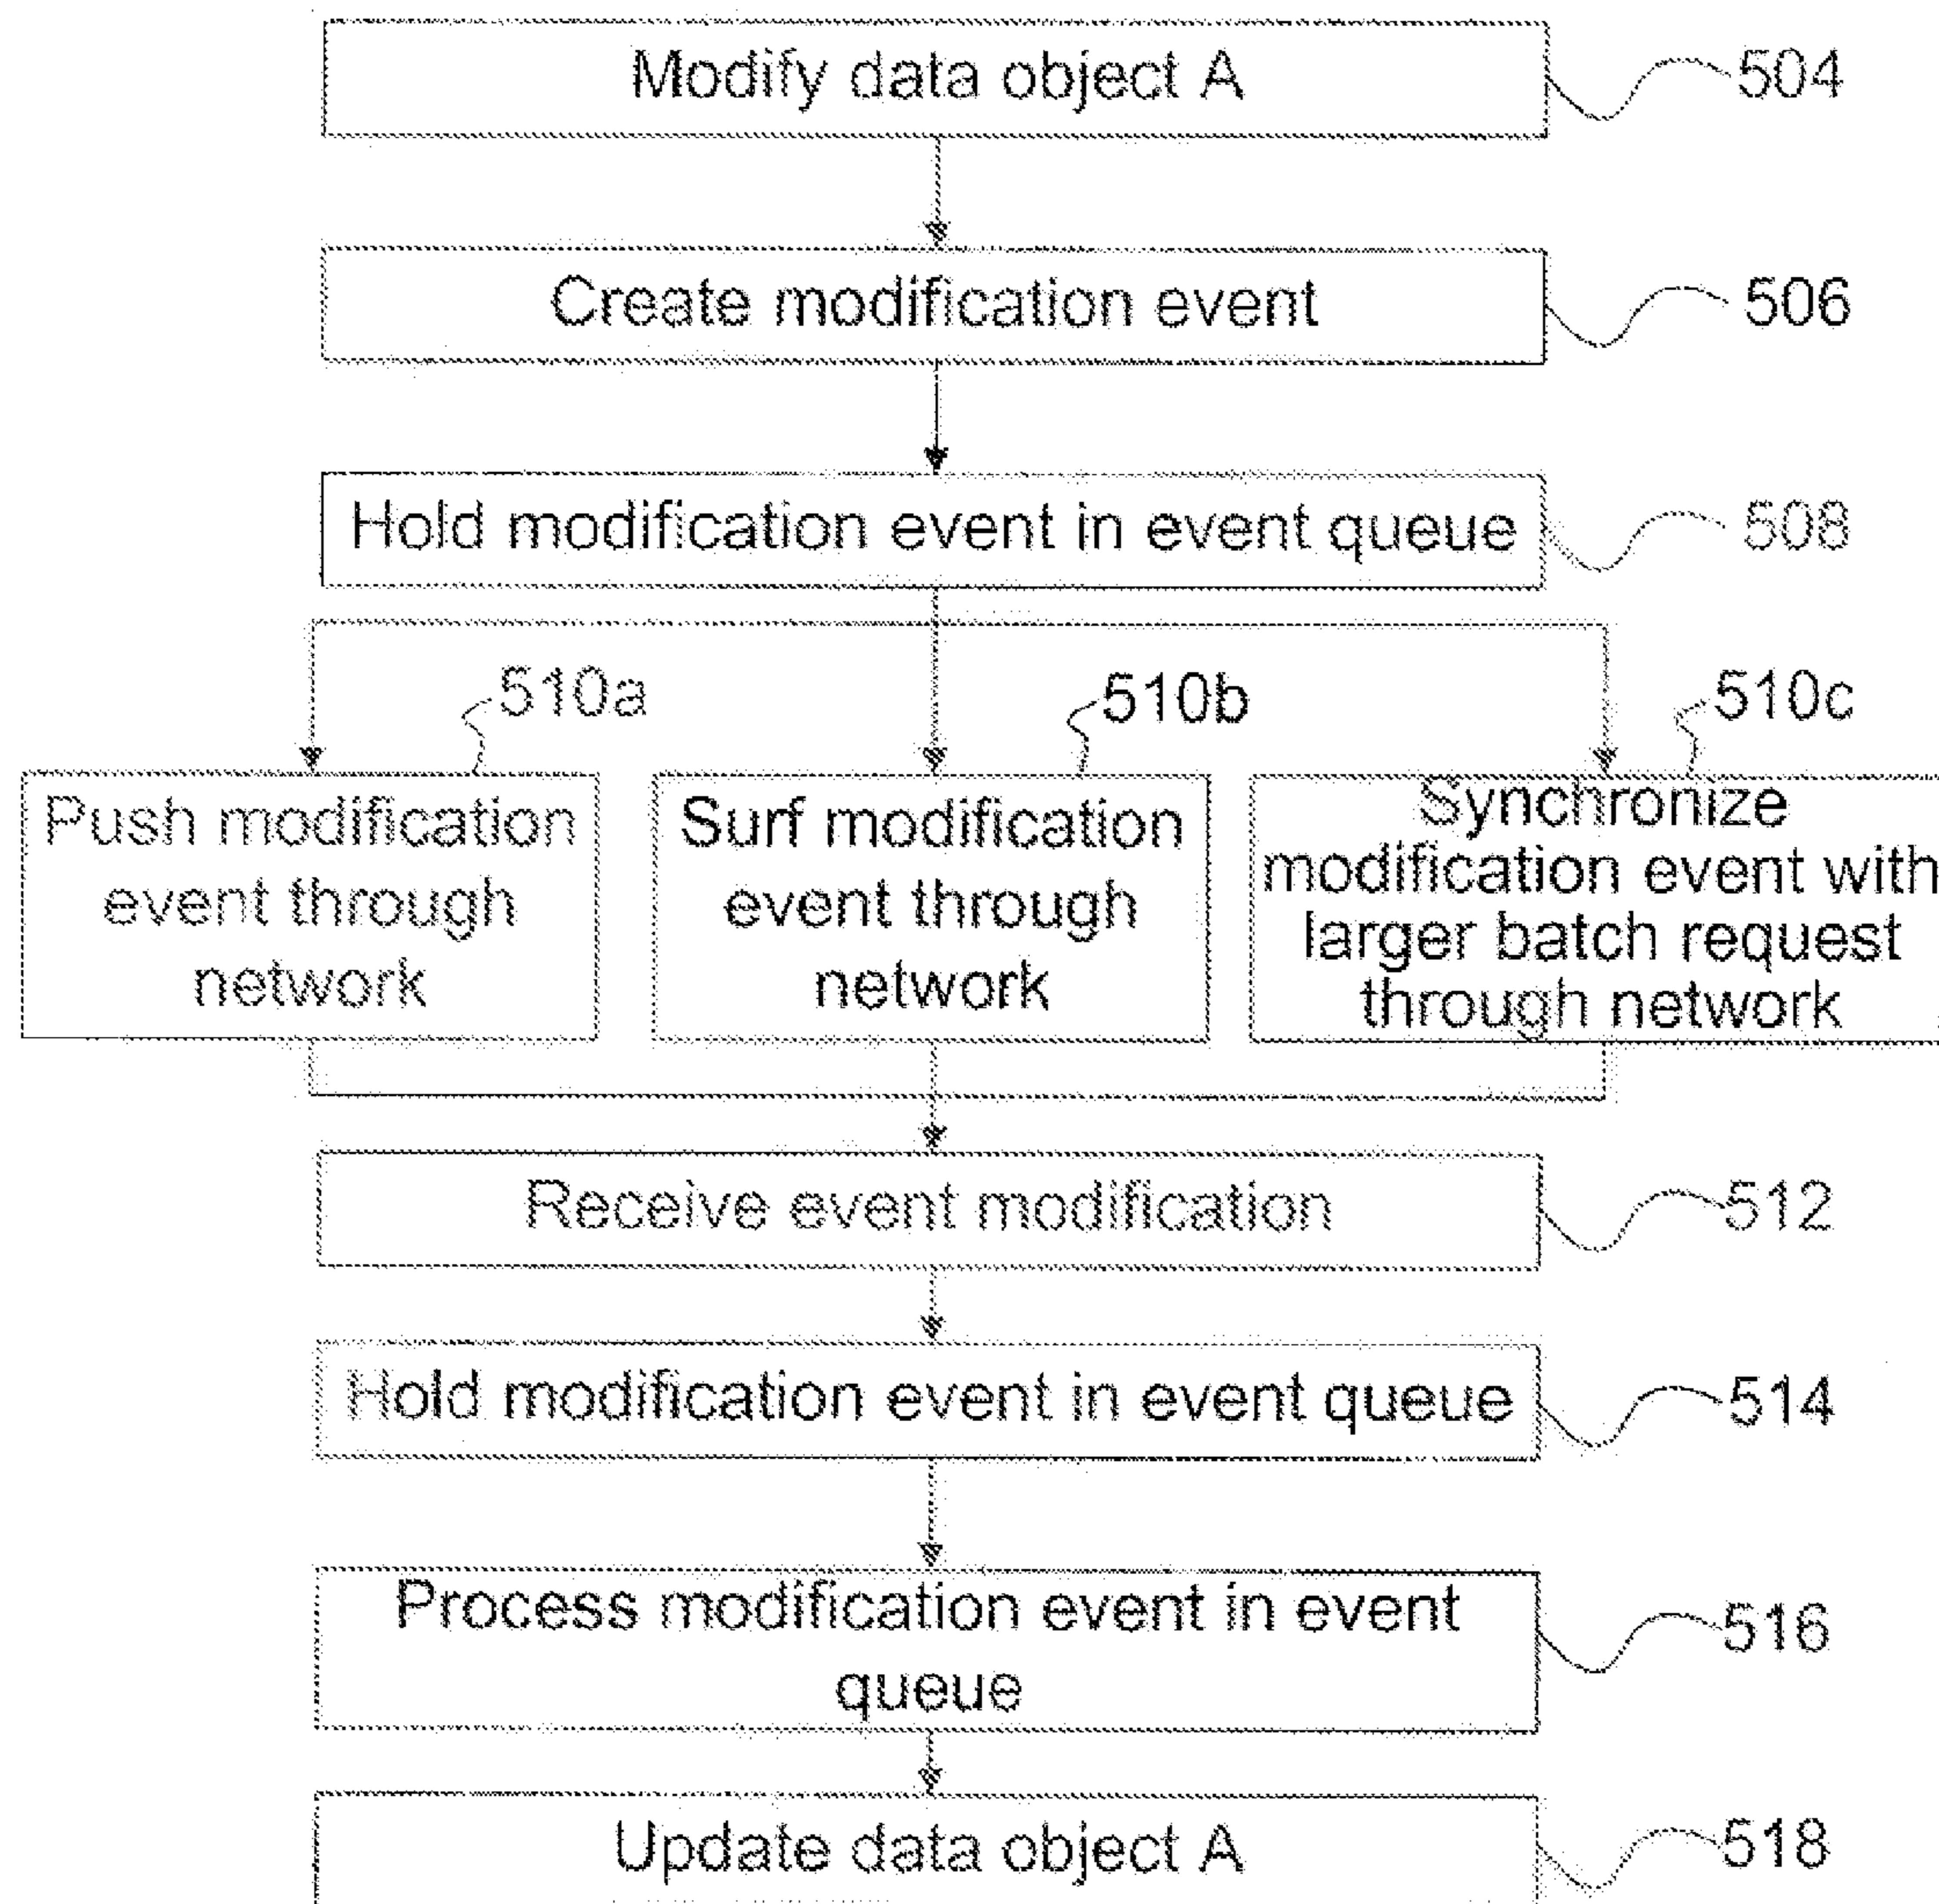 Modify data object A
504
Create modification event
506
Hold modification event in event queue
508
510a
510b
510c
Push modification
event through
network
Surf modification
event through
network
Synchronize
modification event with
larger batch request
through network
Receive event modification
512
Hold modification event in event queue
514
Process modification event in event
queue
516
Update data object A
518